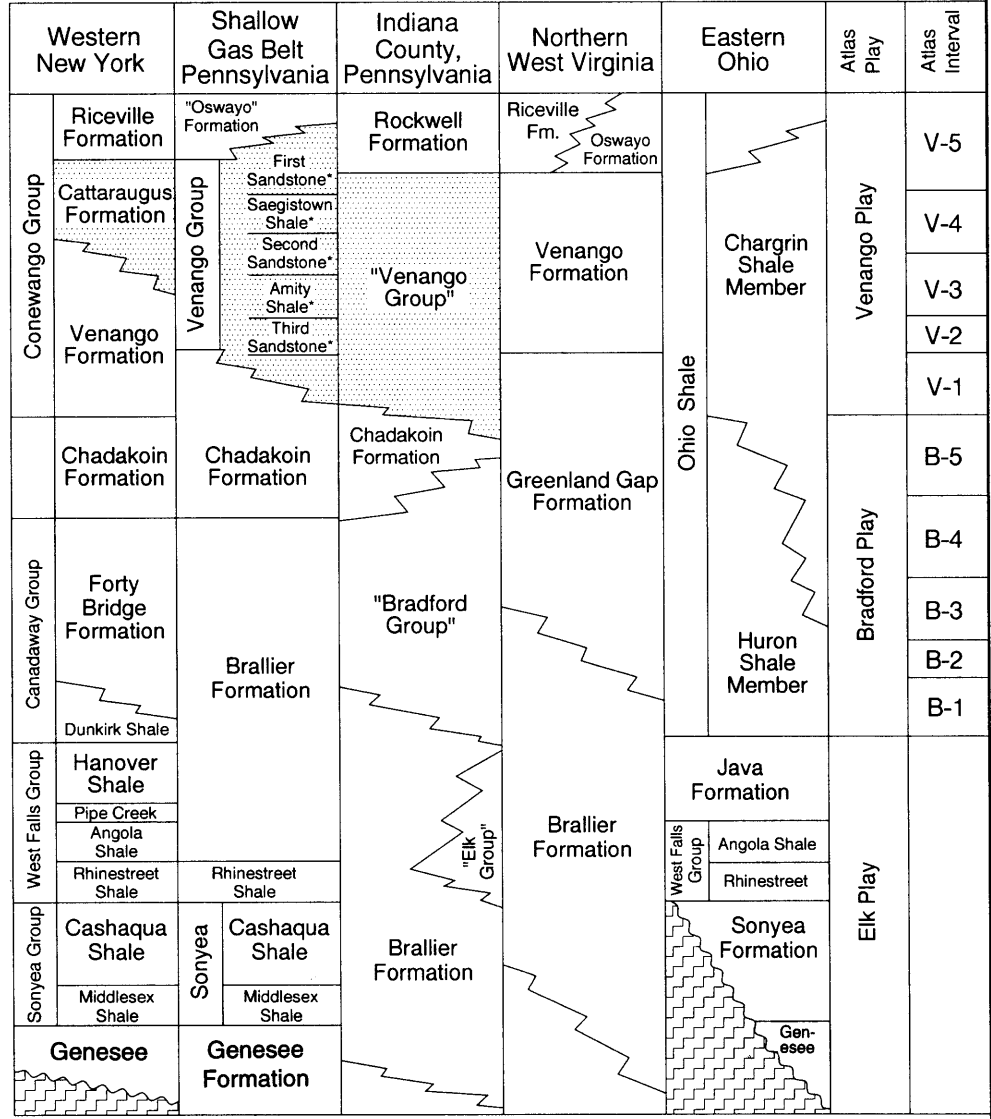 Western
New York
Shallow
Gas Belt
Pennsylvania
Indiana
County,
Pennsylvania
Northern
West Virginia
Eastern
Ohio
Atlas
Play
Atlas
Interval
Conewango Group
Riceville
Formation
Cattaraugus
Formation
Venango
Formation
Chadakoin
Formation
Canadaway Group
Forty
Bridge
Formation
Dunkirk Shale
West Falls Group
Hanover
Shale
Pipe Creek
Angola
Shale
Rhinestreet
Shale
Sonyea Group
Cashaqua
Shale
Middlesex
Shale
Genesee
"Oswayo"
Formation
Venango Group
First
Sandstone*
Saegistown
Shale*
Second
Sandstone*
Amity
Shale*
Third
Sandstone*
Chadakoin
Formation
Brallier
Formation
Rhinestreet
Shale
Sonyea
Cashaqua
Shale
Middlesex
Shale
Genesee
Formation
Rockwell
Formation
"Venango
Group"
Chadakoin
Formation
"Bradford
Group"
"Elk
Group"
Brallier
Formation
Riceville
Fm.
Oswayo
Formation
Venango
Formation
Greenland Gap
Formation
Brallier
Formation
Ohio Shale
Chargrin
Shale
Member
Huron
Shale
Member
Java
Formation
West Falls
Group
Angola Shale
Rhinestreet
Sonyea
Formation
Gen-
esee
Venango Play
Bradford Play
Elk Play
V-5
V-4
V-3
V-2
V-1
B-5
B-4
B-3
B-2
B-1